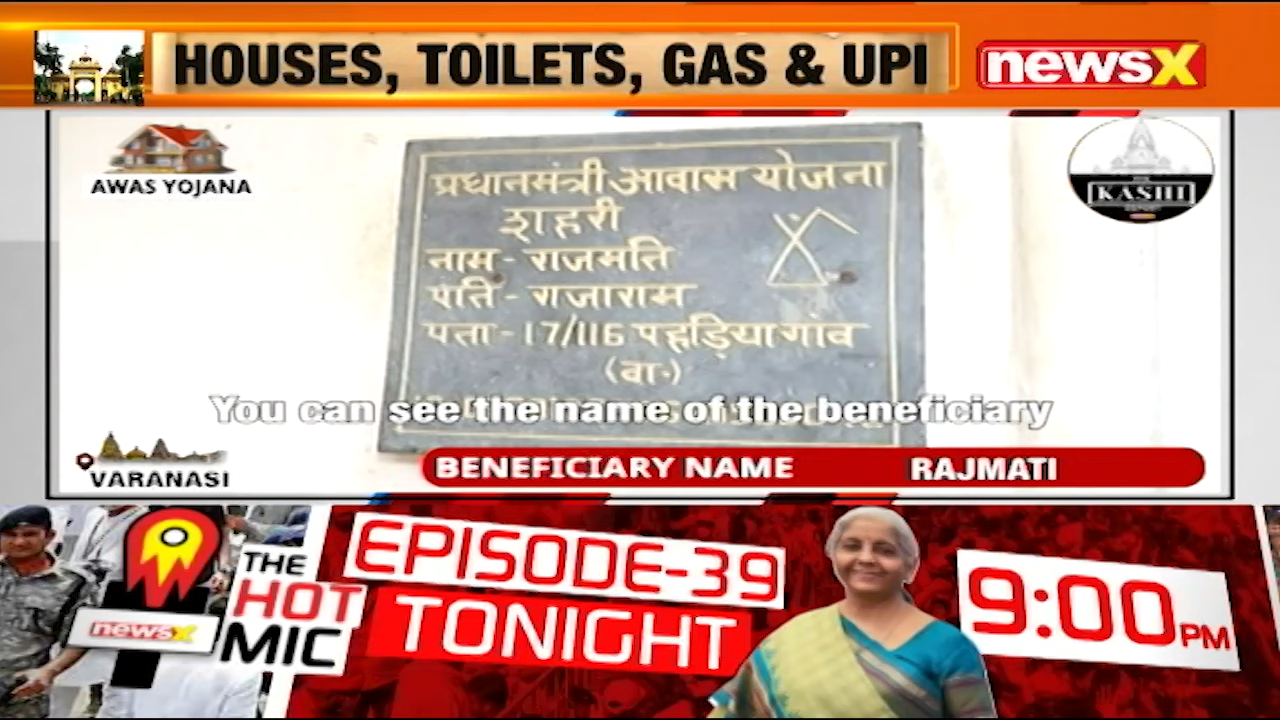 HOUSES, TOILETS, GAS & UPI
newsX
AWAS YOJANA
KASHI
प्रधानमंत्री आवास योजना
शहरी
नाम - राजमति
पति - राजाराम
पता - 17/116 पहड़िया गांव
(वा॰)
You can see the name of the beneficiary
VARANASI
BENEFICIARY NAME RAJMATI
THE
HOT
MIC
newsX
EPISODE-39
TONIGHT
9:00 PM